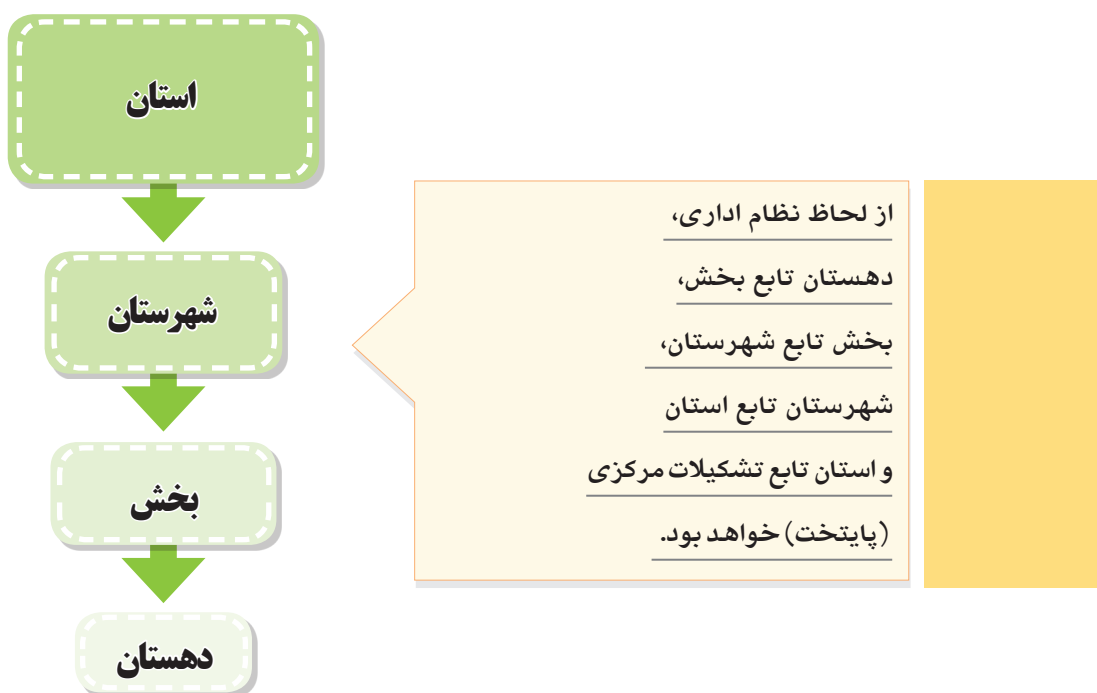 استان
شهرستان
بخش
دهستان
از لحاظ نظام اداری،
دهستان تابع بخش،
بخش تابع شهرستان،
شهرستان تابع استان
و استان تابع تشکیلات مرکزی
(پایتخت) خواهد بود.